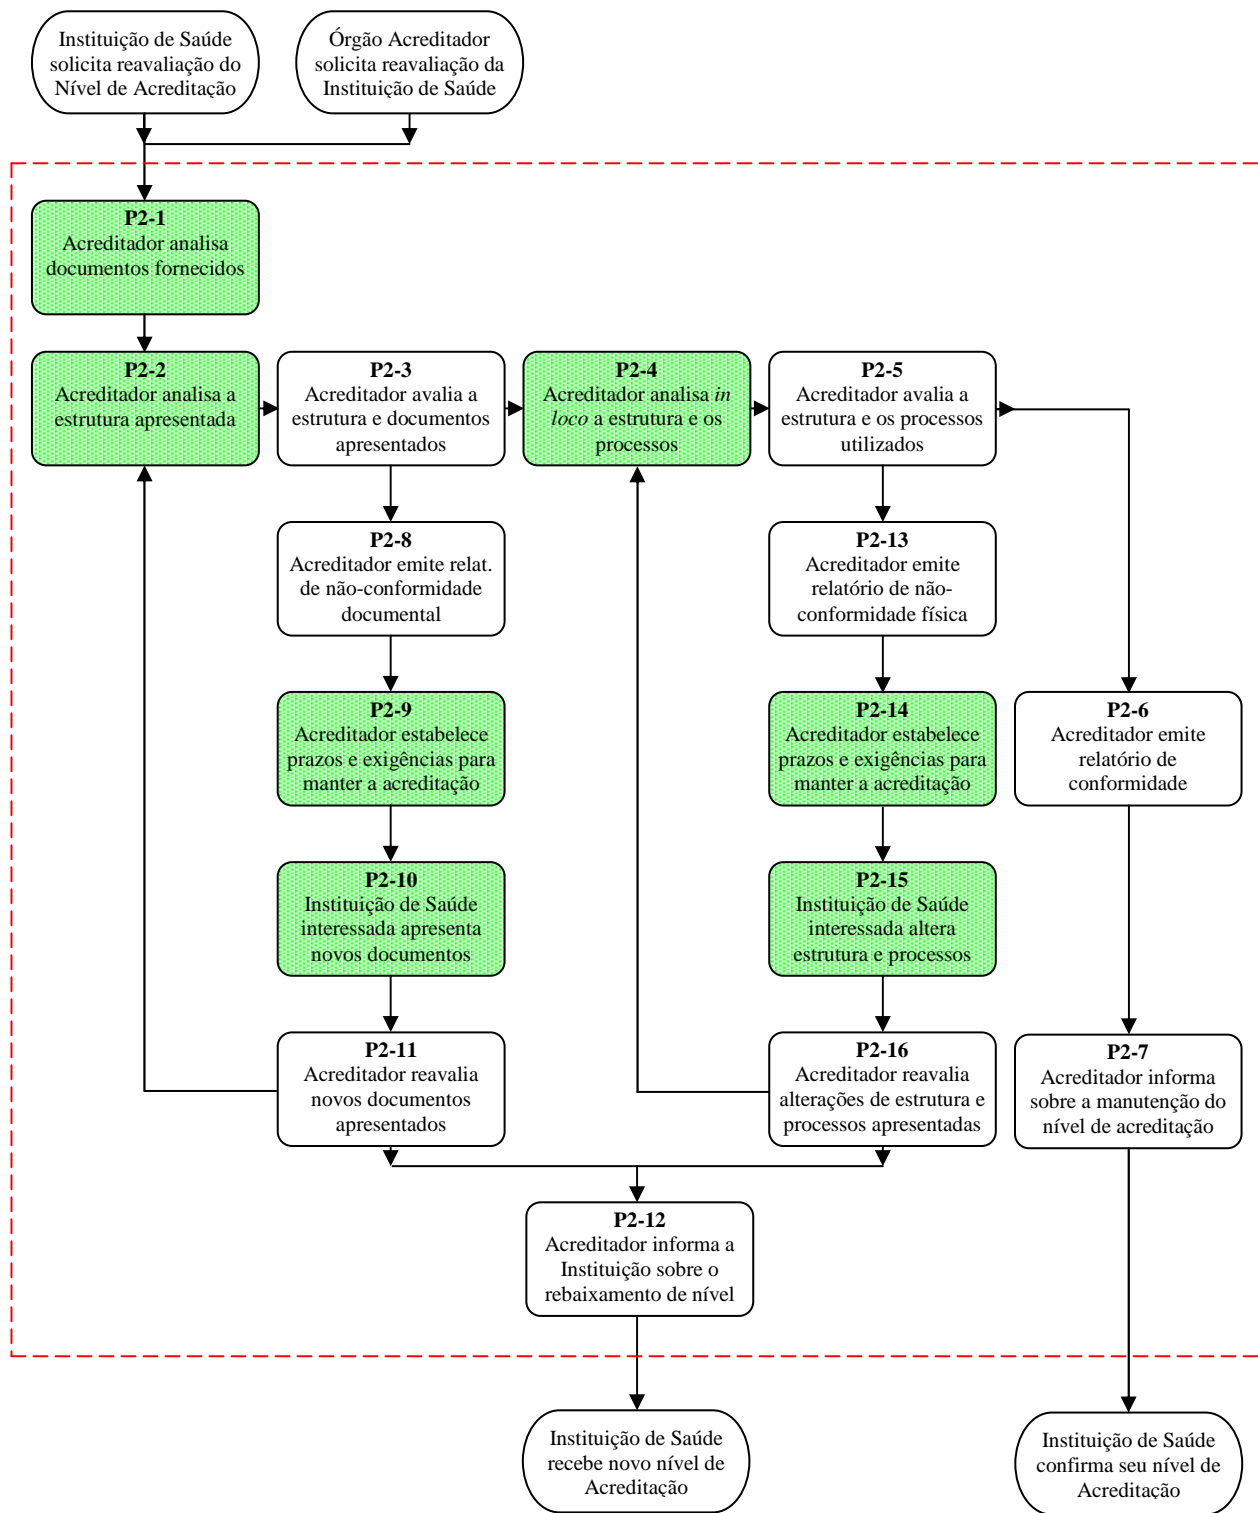 Instituição de Saúde
solicita reavaliação do
Nível de Acreditação
Órgão Acreditador
solicita reavaliação da
Instituição de Saúde
P2-1
Acreditador analisa
documentos fornecidos
P2-2
Acreditador analisa a
estrutura apresentada
P2-3
Acreditador avalia a
estrutura e documentos
apresentados
P2-4
Acreditador analisa in
loco a estrutura e os
processos
P2-5
Acreditador avalia a
estrutura e os processos
utilizados
P2-8
Acreditador emite relat.
de não-conformidade
documental
P2-13
Acreditador emite
relatório de não-
conformidade física
P2-9
Acreditador estabelece
prazos e exigências para
manter a acreditação
P2-14
Acreditador estabelece
prazos e exigências para
manter a acreditação
P2-6
Acreditador emite
relatório de
conformidade
P2-10
Instituição de Saúde
interessada apresenta
novos documentos
P2-15
Instituição de Saúde
interessada altera
estrutura e processos
P2-11
Acreditador reavalia
novos documentos
apresentados
P2-16
Acreditador reavalia
alterações de estrutura e
processos apresentadas
P2-7
Acreditador informa
sobre a manutenção do
nível de acreditação
P2-12
Acreditador informa a
Instituição sobre o
rebaixamento de nível
Instituição de Saúde
recebe novo nível de
Acreditação
Instituição de Saúde
confirma seu nível de
Acreditação